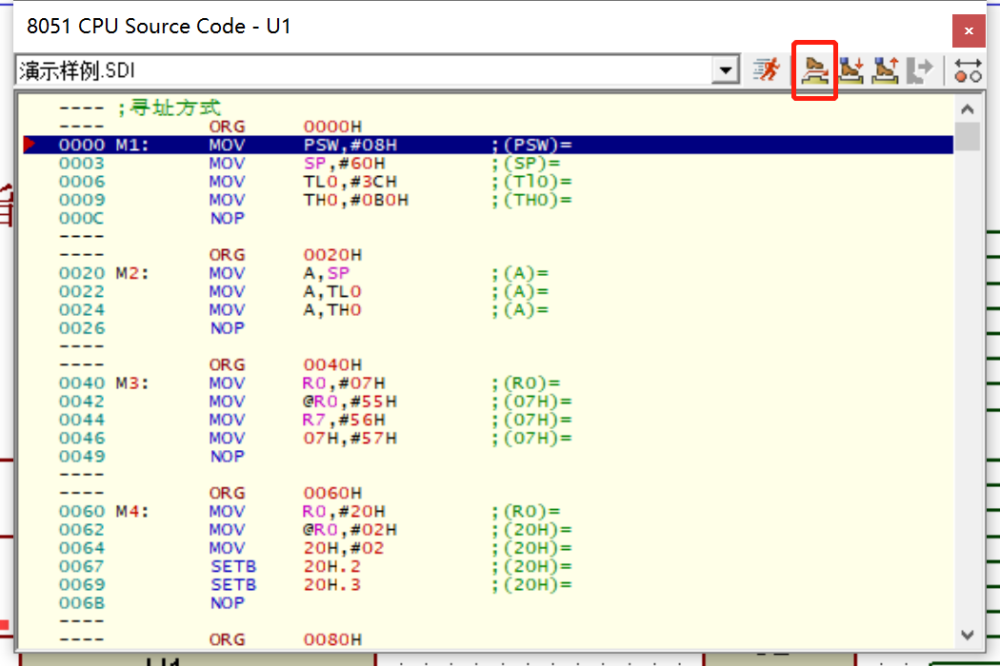 8051 CPU Source Code - U1
演示样例.SDI
---- ;寻址方式
---- ORG 0000H
0000 M1: MOV PSW,#08H ;(PSW)=
0003 MOV SP,#60H ;(SP)=
0006 MOV TL0,#3CH ;(Tl0)=
0009 MOV TH0,#0B0H ;(TH0)=
000C NOP
----
---- ORG 0020H
0020 M2: MOV A,SP ;(A)=
0022 MOV A,TL0 ;(A)=
0024 MOV A,TH0 ;(A)=
0026 NOP
----
---- ORG 0040H
0040 M3: MOV R0,#07H ;(R0)=
0042 MOV @R0,#55H ;(07H)=
0044 MOV R7,#56H ;(07H)=
0046 MOV 07H,#57H ;(07H)=
0049 NOP
----
---- ORG 0060H
0060 M4: MOV R0,#20H ;(R0)=
0062 MOV @R0,#02H ;(20H)=
0064 MOV 20H,#02 ;(20H)=
0067 SETB 20H.2 ;(20H)=
0069 SETB 20H.3 ;(20H)=
006B NOP
----
---- ORG 0080H